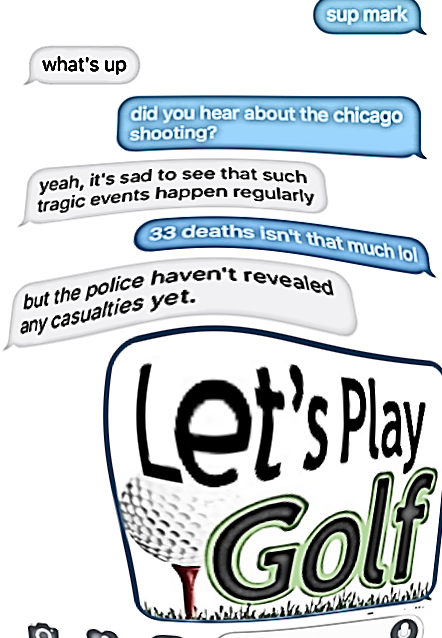 sup mark
what's up
did you hear about the chicago
shooting?
yeah, it's sad to see that such
tragic events happen regularly
33 deaths isn't that much lol
but the police haven't revealed
any casualties yet.
Let's Play
Golf